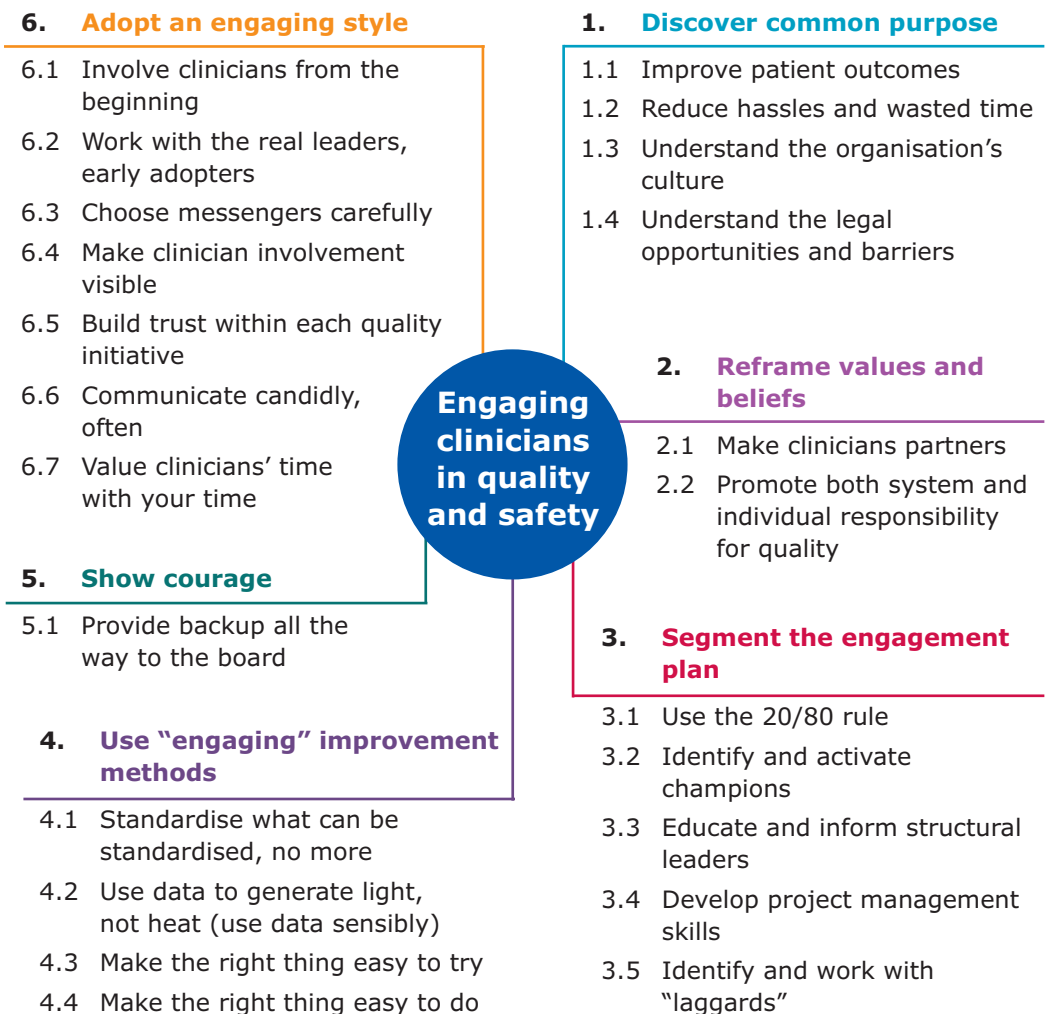 6. Adopt an engaging style
6.1 Involve clinicians from the
beginning
6.2 Work with the real leaders,
early adopters
6.3 Choose messengers carefully
6.4 Make clinician involvement
visible
6.5 Build trust within each quality
initiative
6.6 Communicate candidly,
often
6.7 Value clinicians’ time
with your time
5. Show courage
5.1 Provide backup all the
way to the board
4. Use “engaging” improvement
methods
4.1 Standardise what can be
standardised, no more
4.2 Use data to generate light,
not heat (use data sensibly)
4.3 Make the right thing easy to try
4.4 Make the right thing easy to do
Engaging
clinicians
in quality
and safety
1. Discover common purpose
1.1 Improve patient outcomes
1.2 Reduce hassles and wasted time
1.3 Understand the organisation’s
culture
1.4 Understand the legal
opportunities and barriers
2. Reframe values and
beliefs
2.1 Make clinicians partners
2.2 Promote both system and
individual responsibility
for quality
3. Segment the engagement
plan
3.1 Use the 20/80 rule
3.2 Identify and activate
champions
3.3 Educate and inform structural
leaders
3.4 Develop project management
skills
3.5 Identify and work with
“laggards”